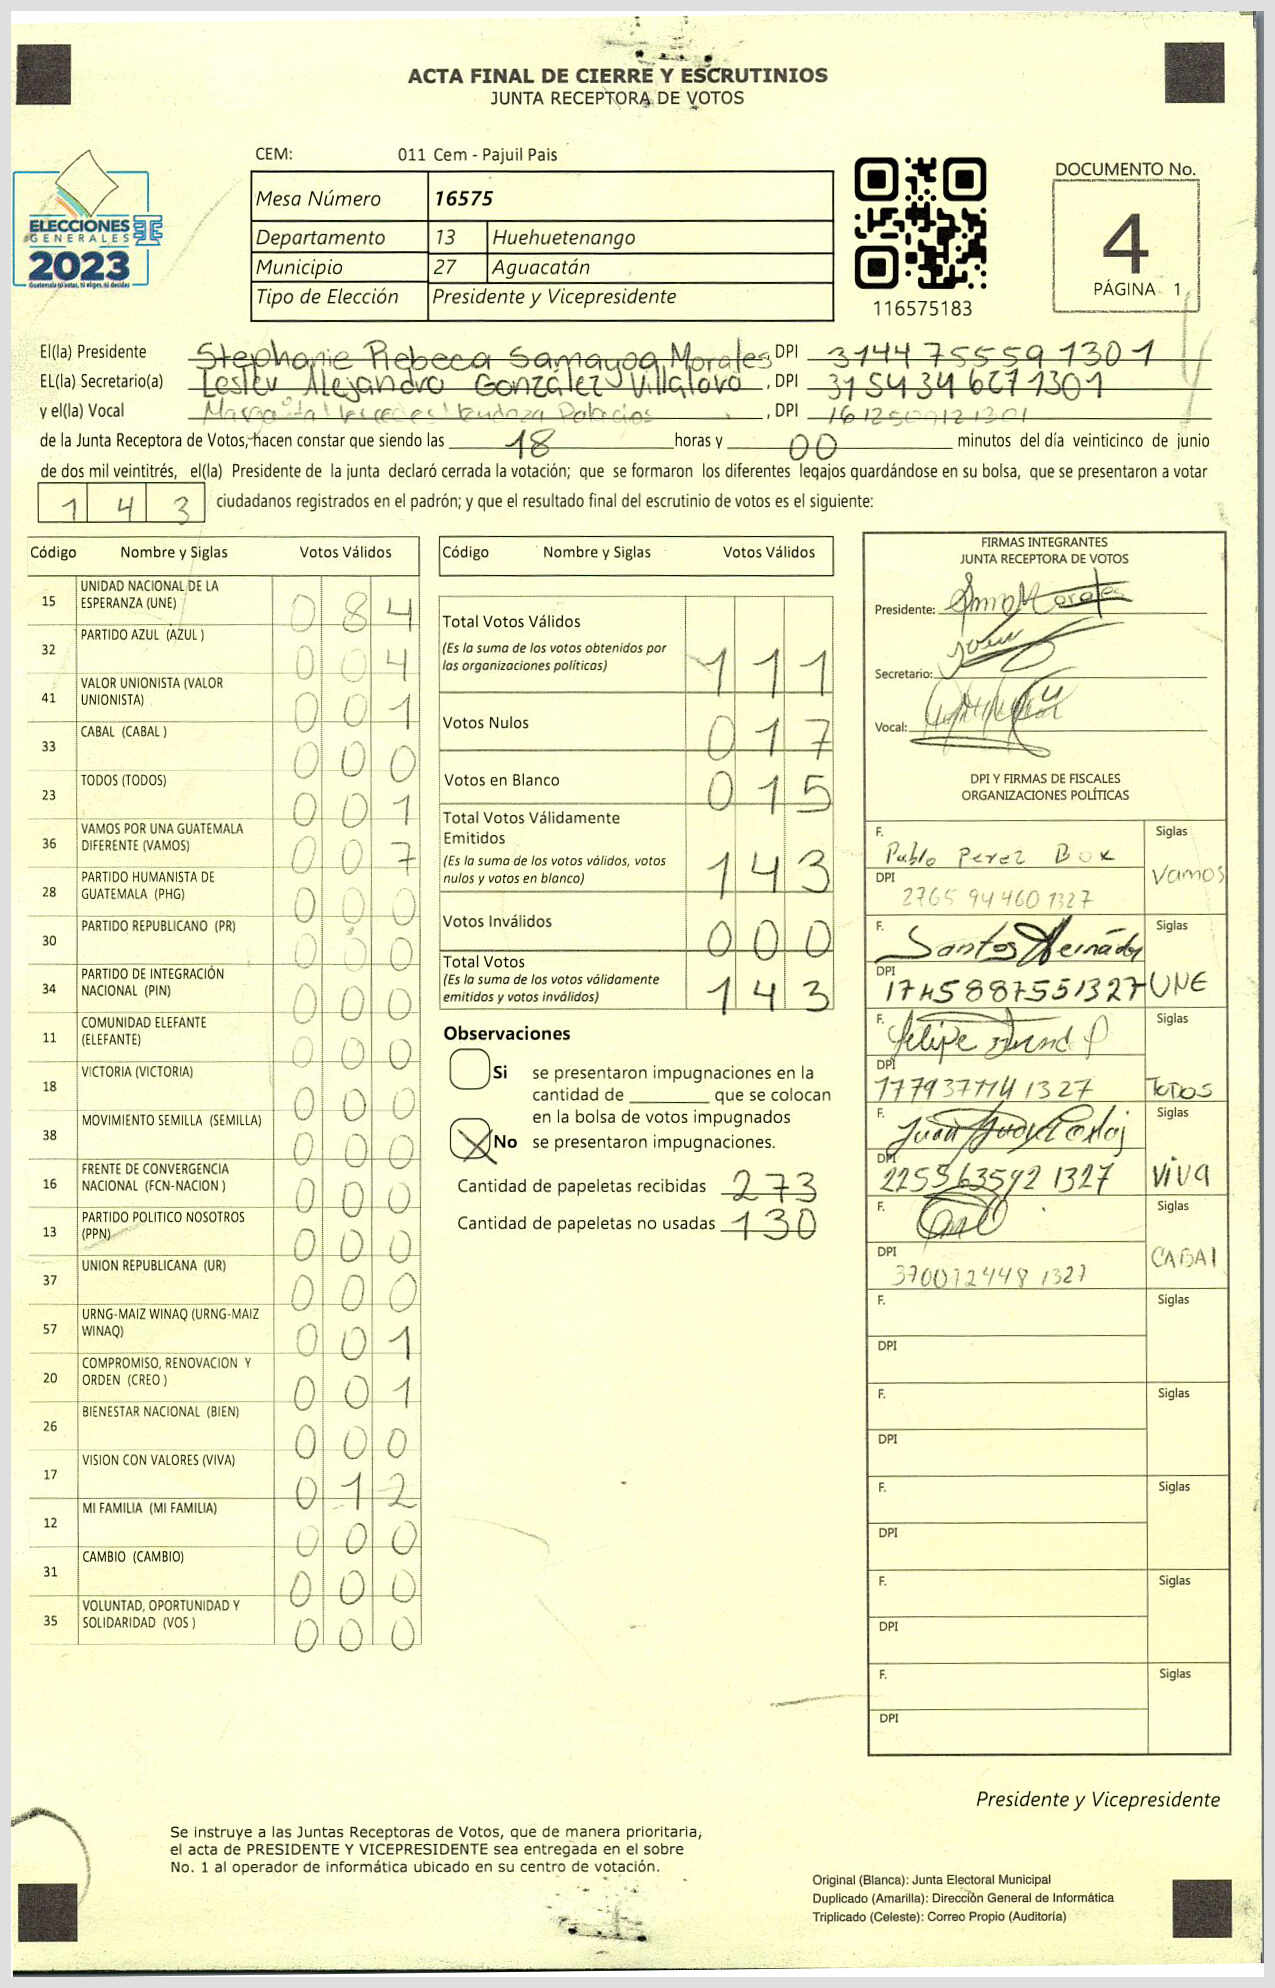 ACTA FINAL DE CIERRE Y ESCRUTINIOS
JUNTA RECEPTORA DE VOTOS
CEM: 011 Cem - Pajuil Pais
Mesa Número 16575
Departamento 13 Huehuetenango
Municipio 27 Aguacatán
Tipo de Elección Presidente y Vicepresidente
ELECCIONES
GENERALES
2023
Guatemala tú votas, tú eliges, tú decides
116575183
DOCUMENTO No.
4
PÁGINA 1
El(la) Presidente Stephanie Rebeca Samayoa Morales DPI 3144 75559 1301
EL(la) Secretario(a) Lesley Alejandra González Villalovo, DPI 3154346271301
y el(la) Vocal Mendoza Palacios, DPI
de la Junta Receptora de Votos, hacen constar que siendo las 18 horas y 00 minutos del día veinticinco de junio
de dos mil veintitrés, el(la) Presidente de la junta declaró cerrada la votación; que se formaron los diferentes legajos quardándose en su bolsa, que se presentaron a votar
1 4 3 ciudadanos registrados en el padrón; y que el resultado final del escrutinio de votos es el siguiente:
Código Nombre y Siglas Votos Válidos
15 UNIDAD NACIONAL DE LA
ESPERANZA (UNE) 0 8 4
32 PARTIDO AZUL (AZUL ) 0 0 4
41 VALOR UNIONISTA (VALOR
UNIONISTA) 0 0 1
33 CABAL (CABAL ) 0 0 0
23 TODOS (TODOS) 0 0 1
36 VAMOS POR UNA GUATEMALA
DIFERENTE (VAMOS) 0 0 7
28 PARTIDO HUMANISTA DE
GUATEMALA (PHG) 0 0 0
30 PARTIDO REPUBLICANO (PR) 0 0 0
34 PARTIDO DE INTEGRACIÓN
NACIONAL (PIN) 0 0 0
11 COMUNIDAD ELEFANTE
(ELEFANTE) 0 0 0
18 VICTORIA (VICTORIA) 0 0 0
38 MOVIMIENTO SEMILLA (SEMILLA) 0 0 0
16 FRENTE DE CONVERGENCIA
NACIONAL (FCN-NACION ) 0 0 0
13 PARTIDO POLITICO NOSOTROS
(PPN) 0 0 0
37 UNION REPUBLICANA (UR) 0 0 0
57 URNG-MAIZ WINAQ (URNG-MAIZ
WINAQ) 0 0 1
20 COMPROMISO, RENOVACION Y
ORDEN (CREO ) 0 0 1
26 BIENESTAR NACIONAL (BIEN) 0 0 0
17 VISION CON VALORES (VIVA) 0 1 2
12 MI FAMILIA (MI FAMILIA) 0 0 0
31 CAMBIO (CAMBIO) 0 0 0
35 VOLUNTAD, OPORTUNIDAD Y
SOLIDARIDAD (VOS ) 0 0 0
Código Nombre y Siglas Votos Válidos
Total Votos Válidos
(Es la suma de los votos obtenidos por
las organizaciones políticas) 1 1 1
Votos Nulos 0 1 7
Votos en Blanco 0 1 5
Total Votos Válidamente
Emitidos
(Es la suma de los votos válidos, votos
nulos y votos en blanco) 1 4 3
Votos Inválidos 0 0 0
Total Votos
(Es la suma de los votos válidamente
emitidos y votos inválidos) 1 4 3
Observaciones
Si se presentaron impugnaciones en la
cantidad de ________ que se colocan
en la bolsa de votos impugnados
No se presentaron impugnaciones.
Cantidad de papeletas recibidas 273
Cantidad de papeletas no usadas 130
FIRMAS INTEGRANTES
JUNTA RECEPTORA DE VOTOS
Presidente: Morales
Secretario:
Vocal:
DPI Y FIRMAS DE FISCALES
ORGANIZACIONES POLÍTICAS
F. Pablo Perez Box Siglas
DPI 2765 94460 1327 Vamos
F. Santos Hernádez Siglas
DPI 1745887551327 UNE
F. Felipe Siglas
DPI 1779371141327 TODOS
F. Juan Siglas
DPI 225563592 1327 VIVA
F. Siglas
DPI 370072448 1327 CABAL
F. Siglas
DPI
F. Siglas
DPI
F. Siglas
DPI
F. Siglas
DPI
F. Siglas
DPI
Presidente y Vicepresidente
Se instruye a las Juntas Receptoras de Votos, que de manera prioritaria,
el acta de PRESIDENTE Y VICEPRESIDENTE sea entregada en el sobre
No. 1 al operador de informática ubicado en su centro de votación.
Original (Blanca): Junta Electoral Municipal
Duplicado (Amarilla): Dirección General de Informática
Triplicado (Celeste): Correo Propio (Auditoría)